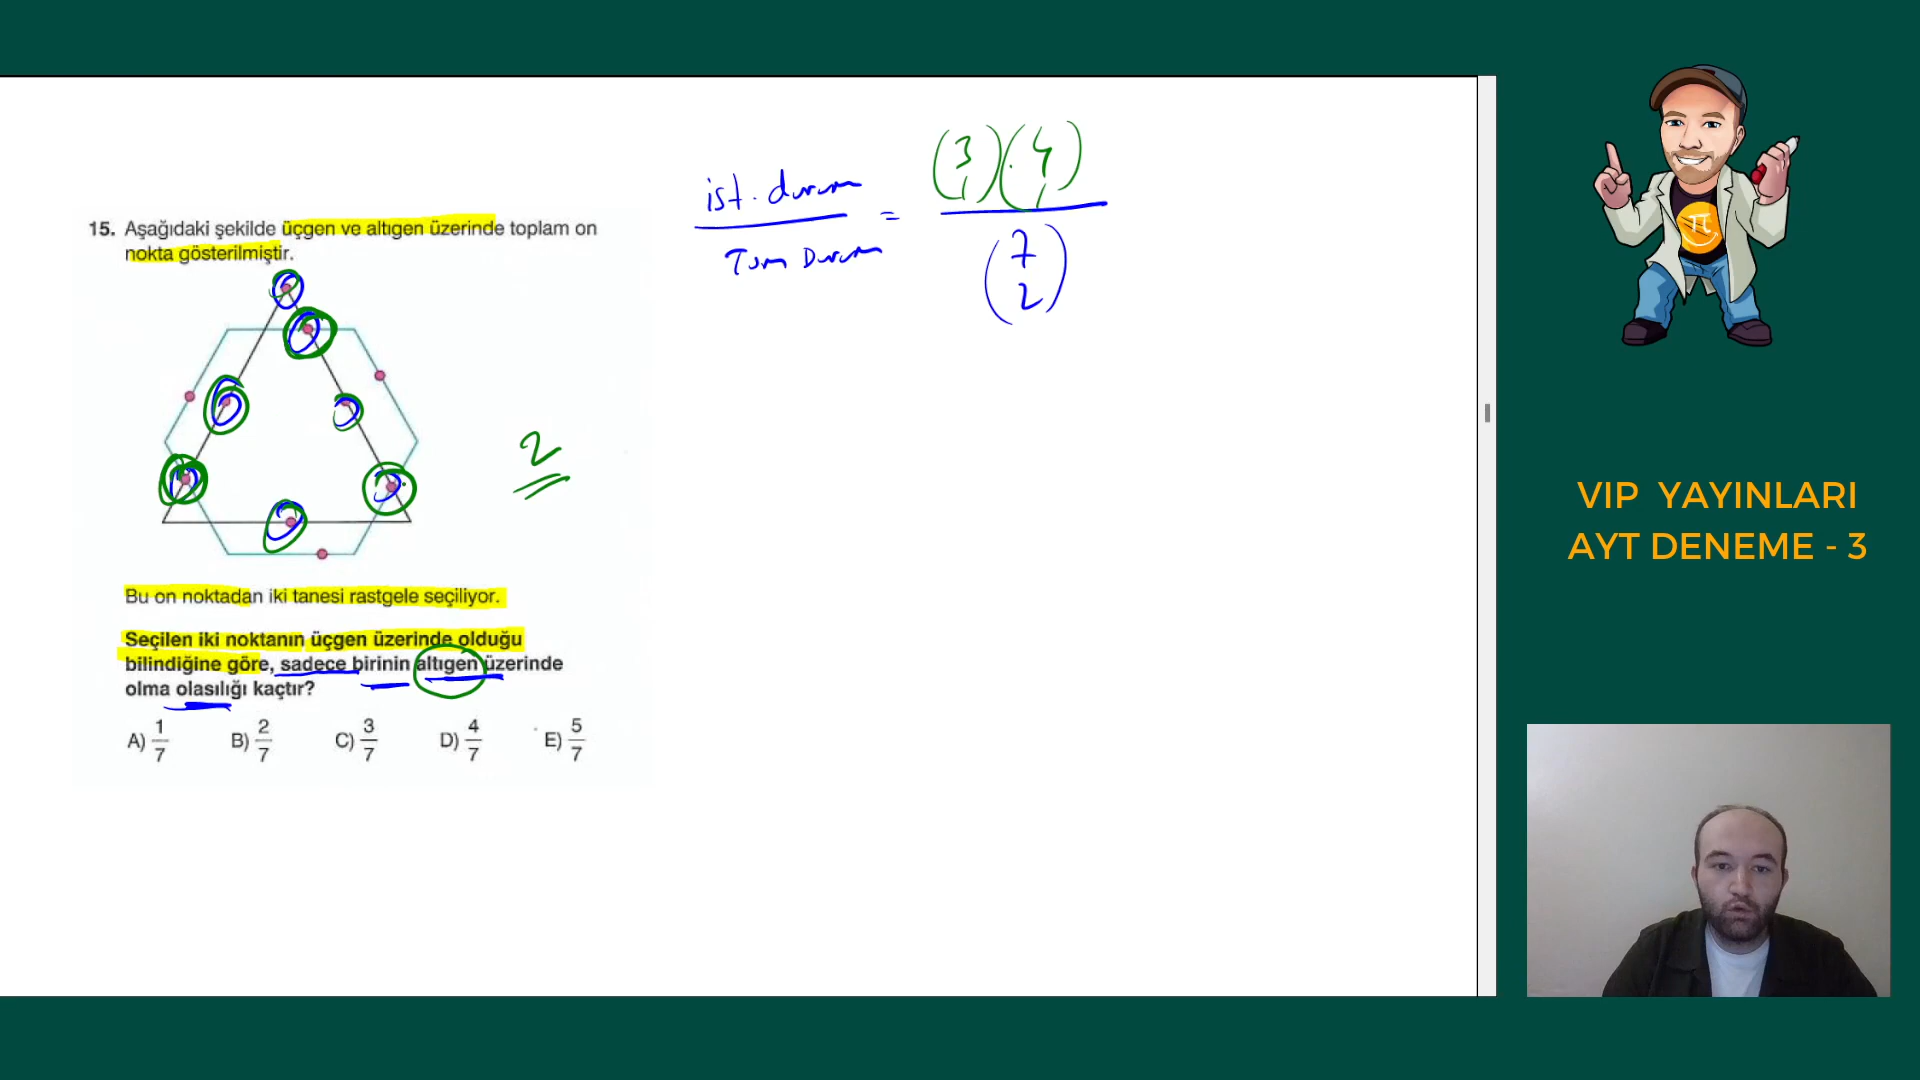 15. Aşağıdaki şekilde üçgen ve altıgen üzerinde toplam on
nokta gösterilmiştir.
2
Bu on noktadan iki tanesi rastgele seçiliyor.
Seçilen iki noktanın üçgen üzerinde olduğu
bilindiğine göre, sadece birinin altıgen üzerinde
olma olasılığı kaçtır?
A) 1/7 B) 2/7 C) 3/7 D) 4/7 E) 5/7
ist. durum
Tüm Durum
=
(3 1)(4 1)
(7 2)
π
VIP YAYINLARI
AYT DENEME - 3